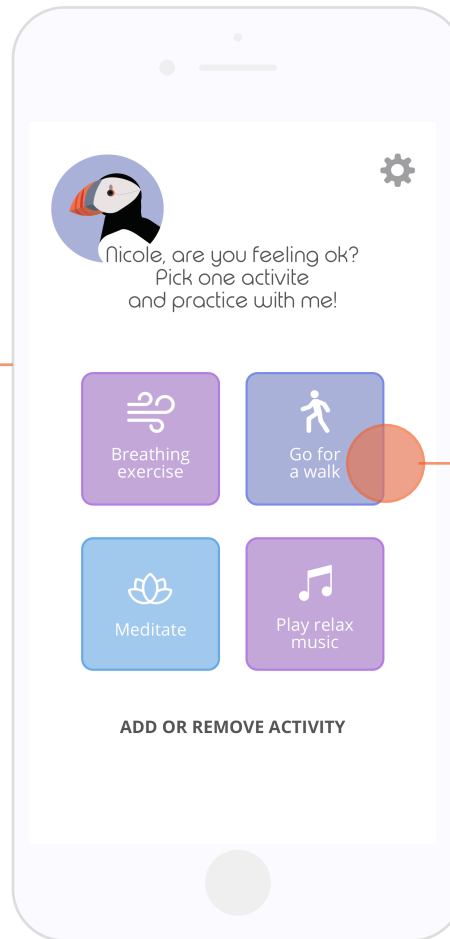 Nicole, are you feeling ok?
Pick one activite
and practice with me!
Breathing
exercise
Go for
a walk
Meditate
Play relax
music
ADD OR REMOVE ACTIVITY